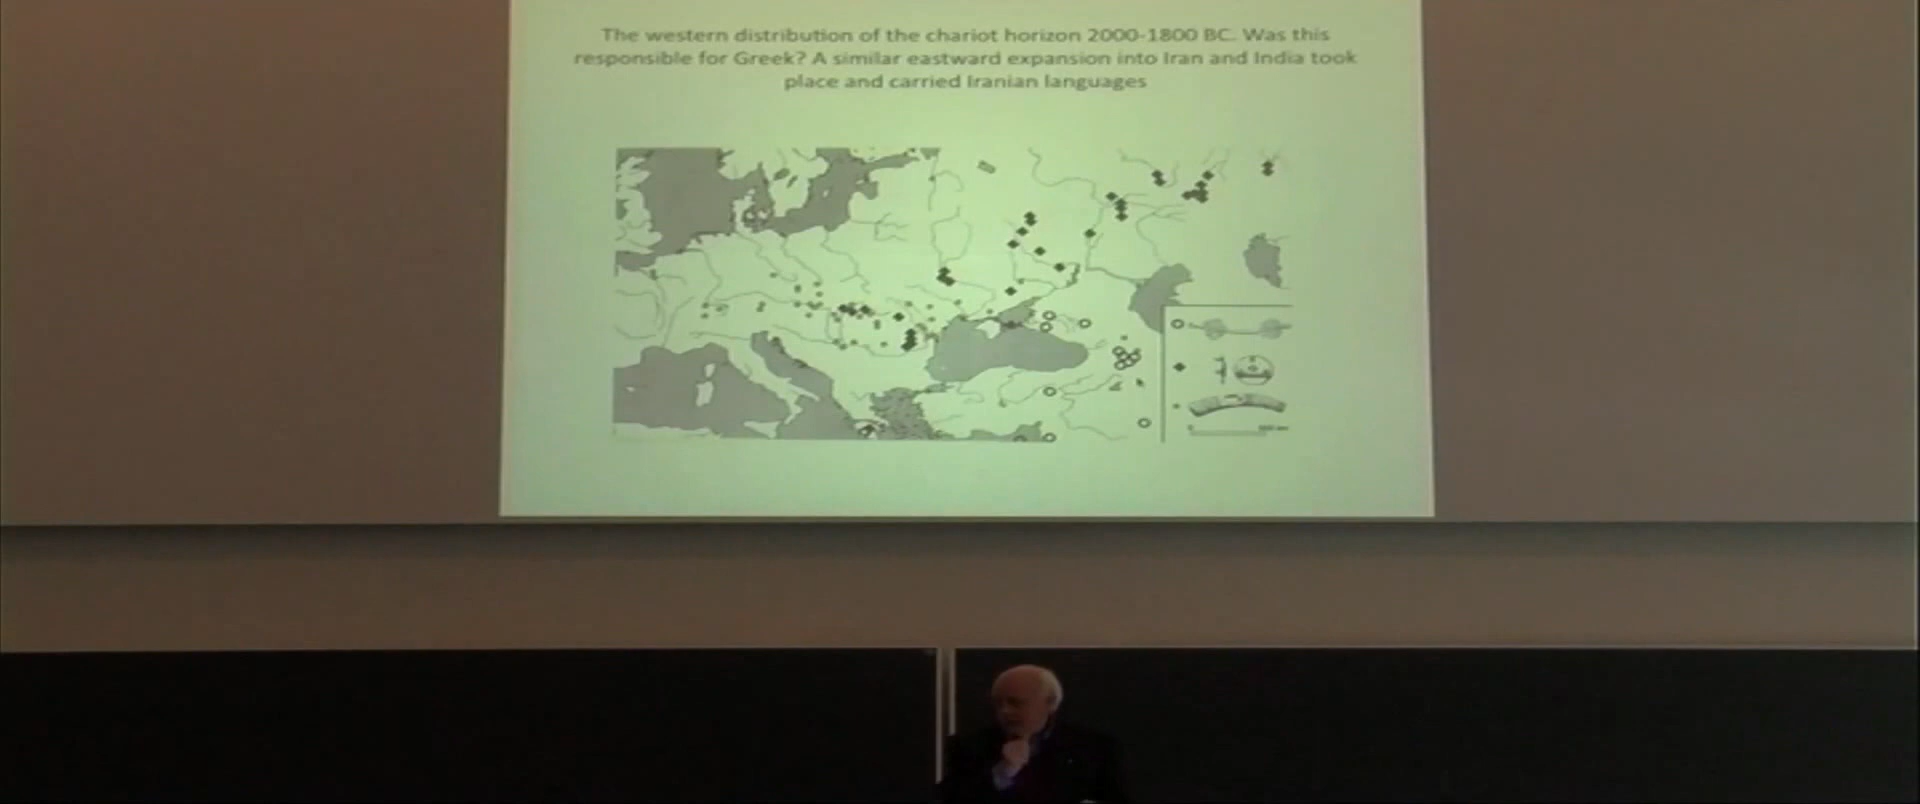 The western distribution of the chariot horizon 2000-1800 BC. Was this
responsible for Greek? A similar eastward expansion into Iran and India took
place and carried Iranian languages